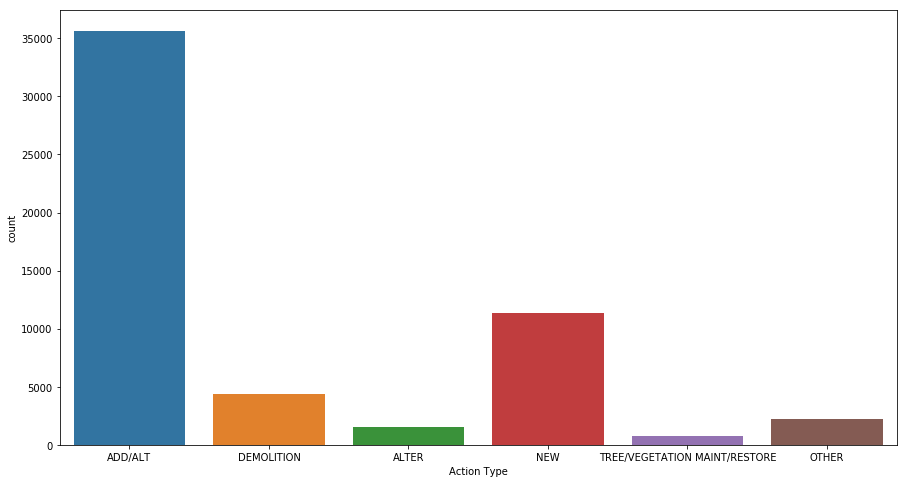 35000
30000
25000
20000
15000
10000
5000
0
count
ADD/ALT DEMOLITION ALTER NEW TREE/VEGETATION MAINT/RESTORE OTHER
Action Type